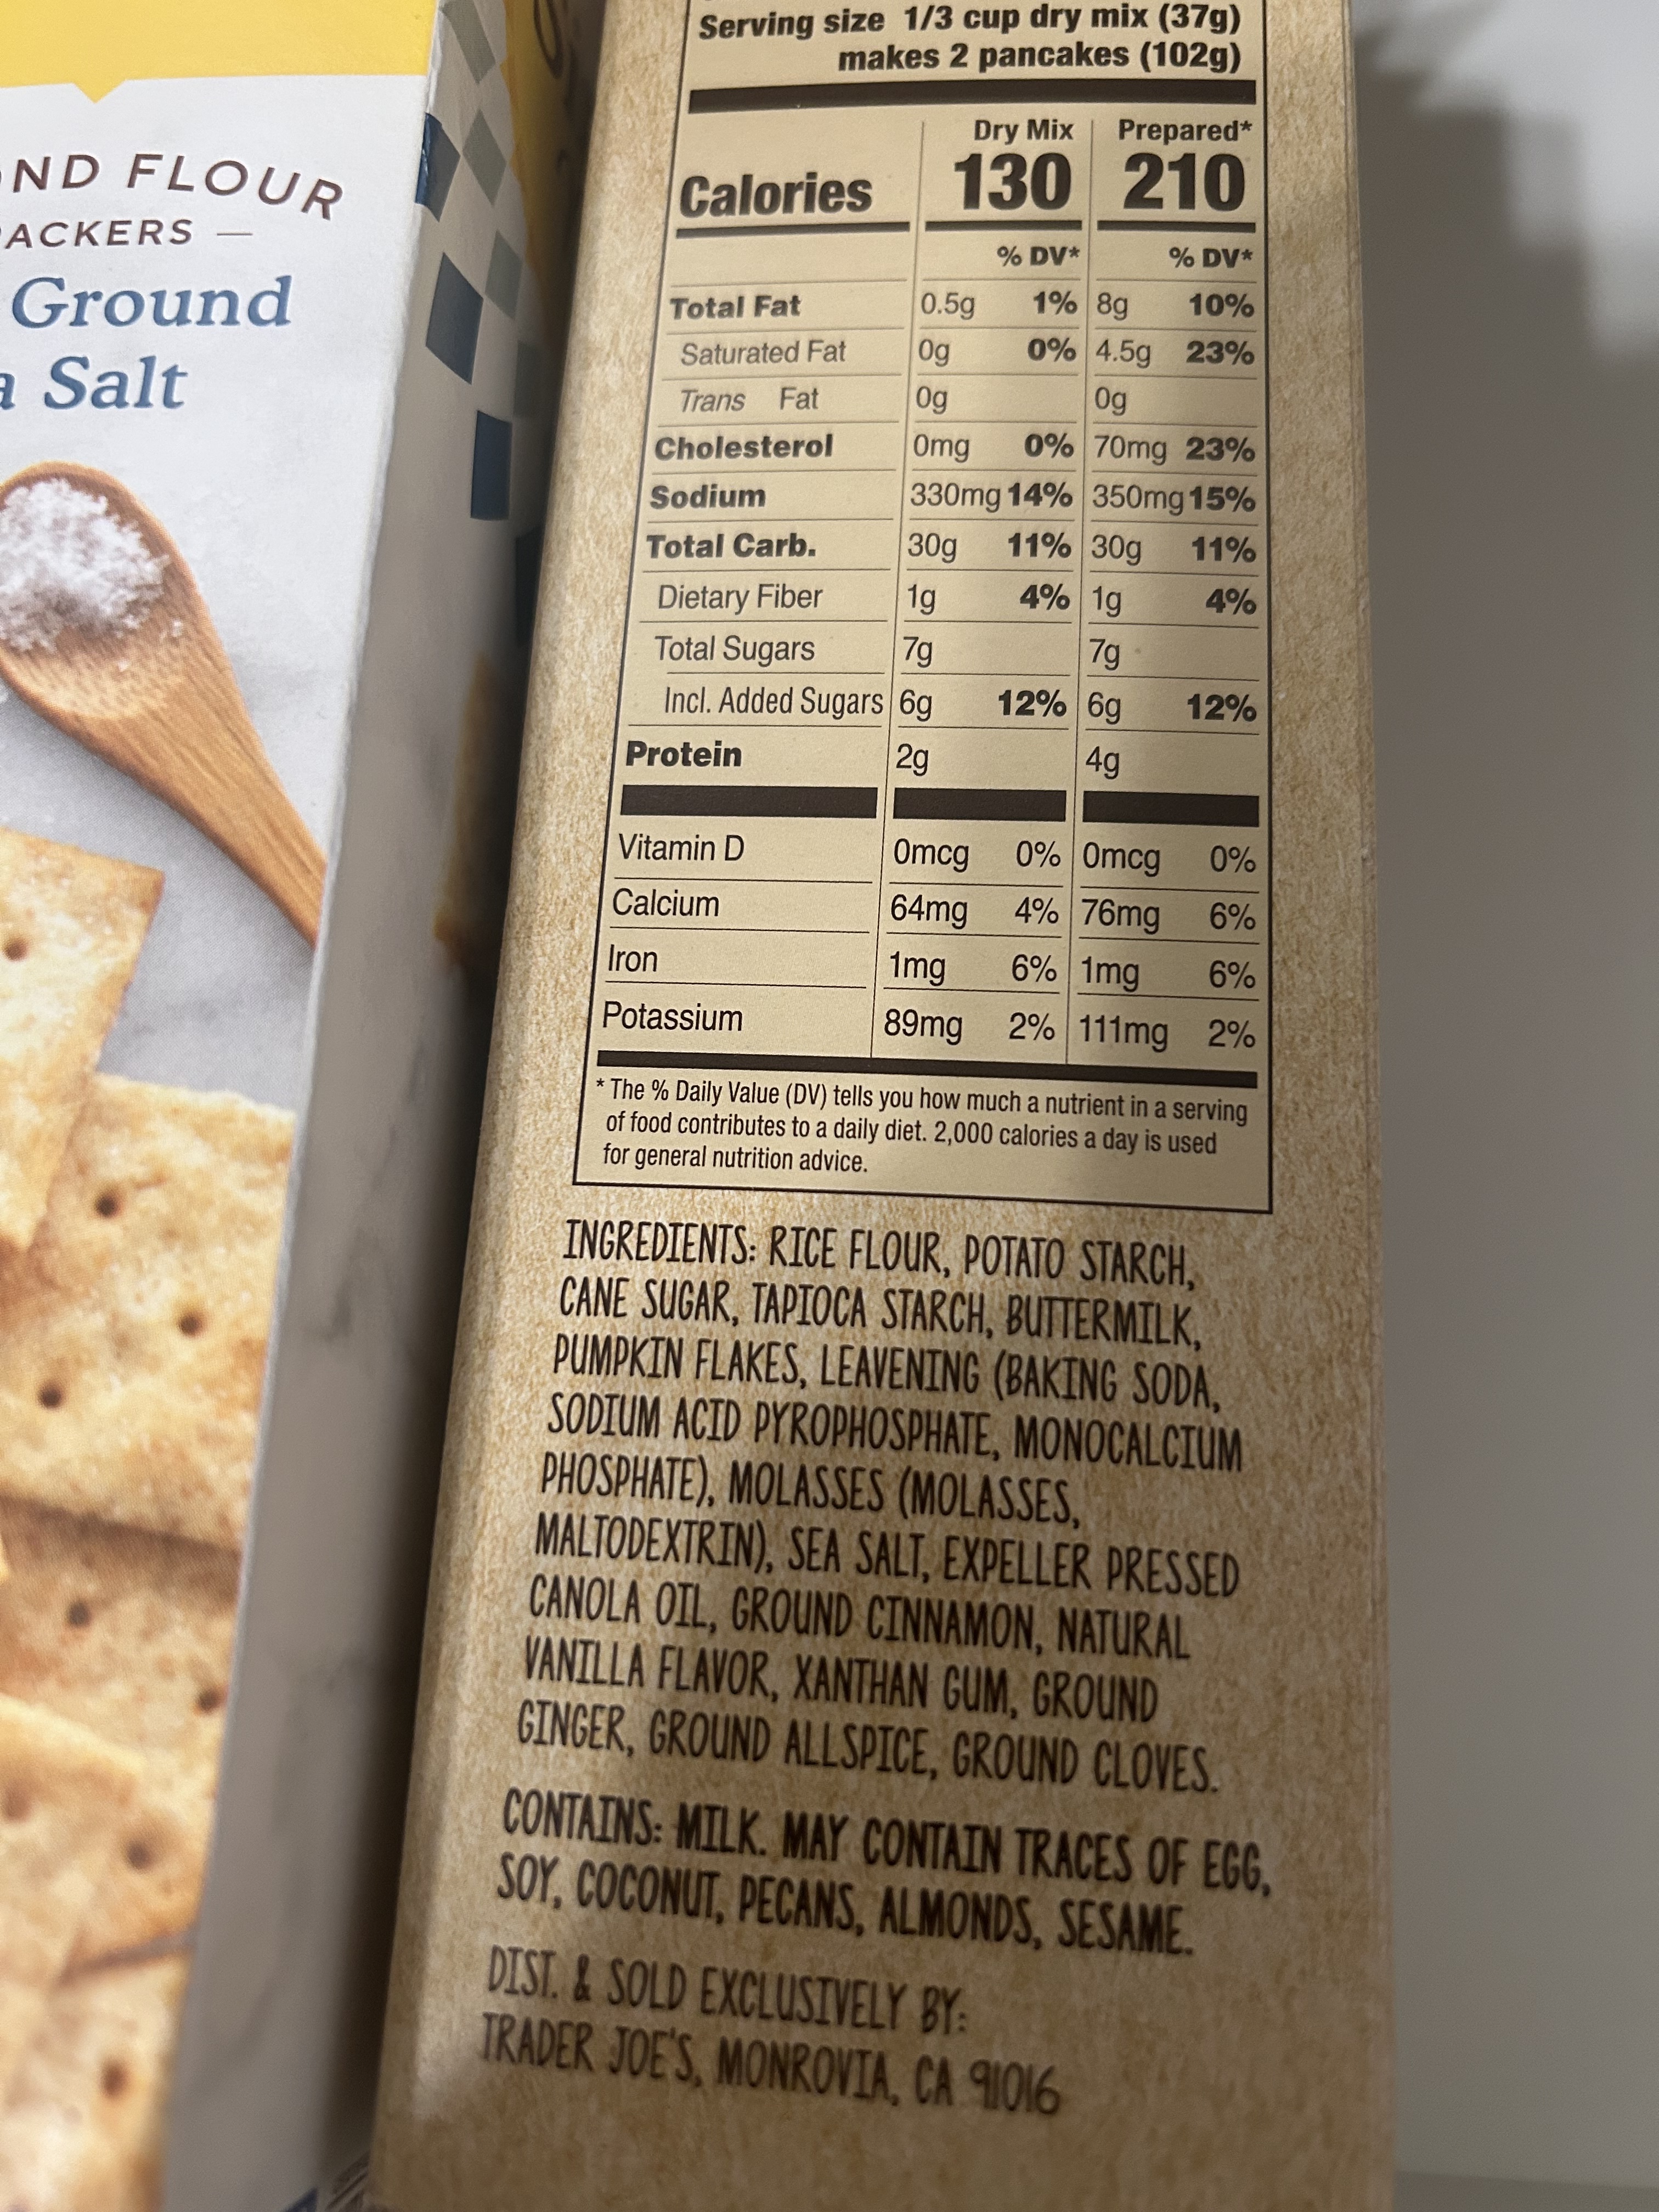 FLOUR
Ground
Salt
Serving size 1/3 cup dry mix (37g)
makes 2 pancakes (102g)
Dry Mix Prepared*
Calories 130 210
% DV* % DV*
Total Fat 0.5g 1% 8g 10%
Saturated Fat 0g 0% 4.5g 23%
Trans Fat 0g 0g
Cholesterol 0mg 0% 70mg 23%
Sodium 330mg 14% 350mg 15%
Total Carb. 30g 11% 30g 11%
Dietary Fiber 1g 4% 1g 4%
Total Sugars 7g 7g
Incl. Added Sugars 6g 12% 6g 12%
Protein 2g 4g
Vitamin D 0mcg 0% 0mcg 0%
Calcium 64mg 4% 76mg 6%
Iron 1mg 6% 1mg 6%
Potassium 89mg 2% 111mg 2%
* The % Daily Value (DV) tells you how much a nutrient in a serving
of food contributes to a daily diet. 2,000 calories a day is used
for general nutrition advice.
INGREDIENTS: RICE FLOUR, POTATO STARCH,
CANE SUGAR, TAPIOCA STARCH, BUTTERMILK,
PUMPKIN FLAKES, LEAVENING (BAKING SODA,
SODIUM ACID PYROPHOSPHATE, MONOCALCIUM
PHOSPHATE), MOLASSES (MOLASSES,
MALTODEXTRIN), SEA SALT, EXPELLER PRESSED
CANOLA OIL, GROUND CINNAMON, NATURAL
VANILLA FLAVOR, XANTHAN GUM, GROUND
GINGER, GROUND ALLSPICE, GROUND CLOVES.
CONTAINS: MILK. MAY CONTAIN TRACES OF EGG,
SOY, COCONUT, PECANS, ALMONDS, SESAME.
DIST. & SOLD EXCLUSIVELY BY:
TRADER JOE'S, MONROVIA, CA 91016